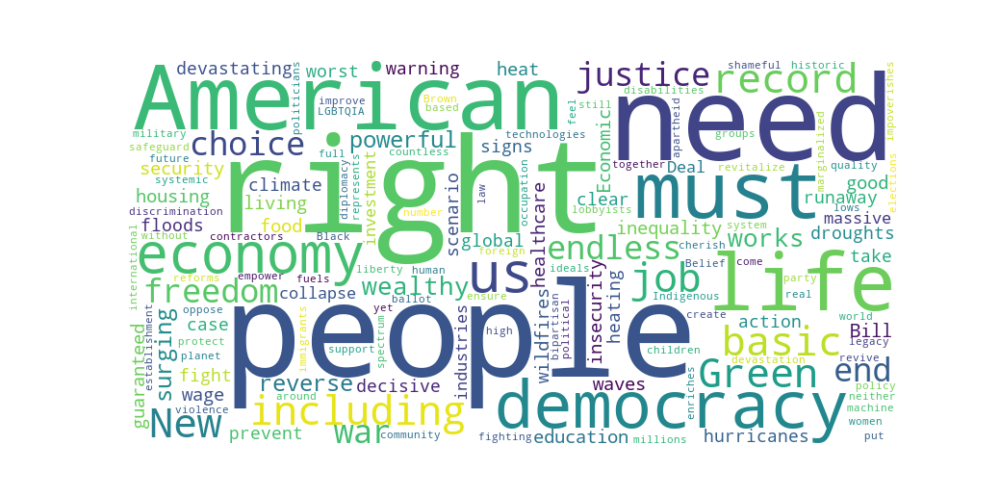 American
need
right
people
life
must
democracy
economy
us
job
justice
record
choice
powerful
endless
freedom
wealthy
New
including
war
basic
Green
end
works
devastating
politicians
worst
warning
heat
shameful
historic
disabilities
impoverishes
improve
LGBTQIA
Brown
based
feel
still
apartheid
groups
marginalized
military
safeguard
future
systemic
security
full
countless
technologies
signs
Economic
together
Deal
revitalize
quality
elections
good
housing
climate
diplomacy
represents
investment
scenario
law
occupation
clear
lobbyists
runaway
lows
massive
discrimination
living
food
number
healthcare
inequality
system
droughts
floods
without
contractors
Black
global
foreign
ideals
cherish
take
international
empower
fuels
liberty
human
insecurity
Belief
come
party
reforms
collapse
ballot
ensure
heating
Indigenous
real
establishment
oppose
yet
spectrum
industries
high
wildfires
bipartisan
political
create
action
world
Bill
legacy
guaranteed
surging
case
protect
planet
immigrants
support
children
devastation
revive
fight
reverse
decisive
waves
enriches
policy
neither
wage
around
machine
violence
women
prevent
community
fighting
education
millions
hurricanes
put